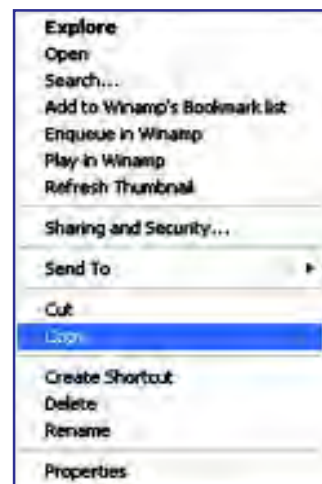 Explore
Open
Search...
Add to Winamp's Bookmark list
Enqueue in Winamp
Play in Winamp
Refresh Thumbnail
Sharing and Security...
Send To
Cut
Copy
Create Shortcut
Delete
Rename
Properties